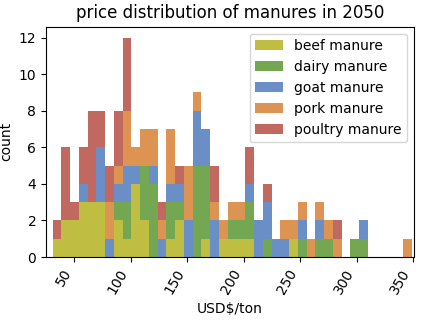 price distribution of manures in 2050
count
12
10
8
6
4
2
0
beef manure
dairy manure
goat manure
pork manure
poultry manure
50
100
150
200
250
300
350
USD$/ton